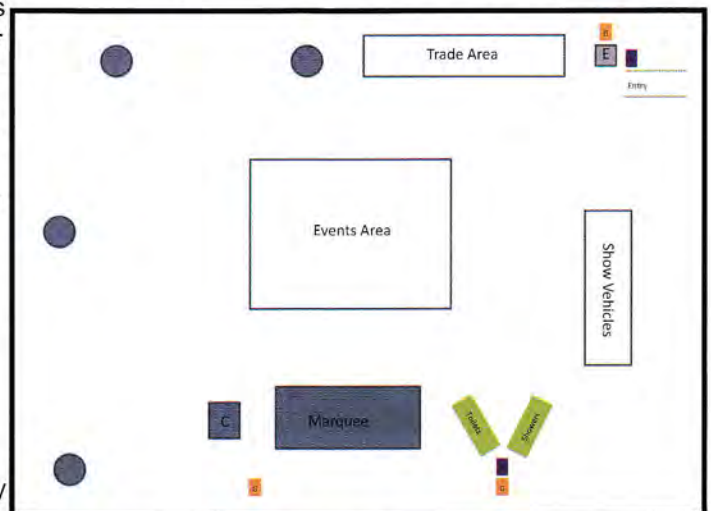 Trade Area
E
Entry
Events Area
Show Vehicles
C
Marquee
Toilets
Showers
G
G